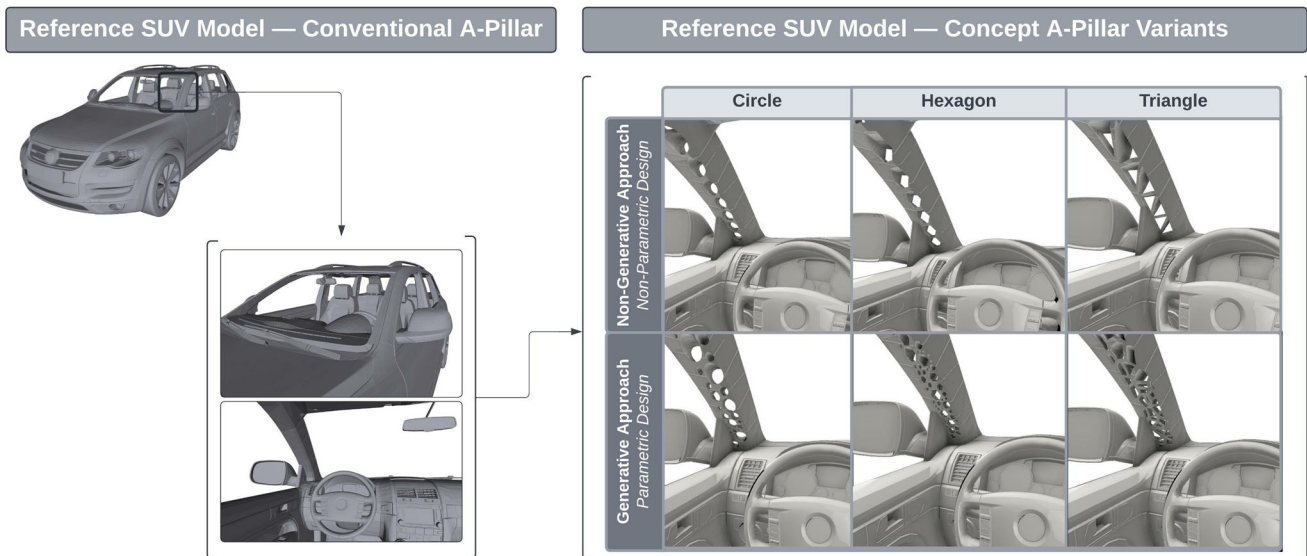 Reference SUV Model — Conventional A-Pillar
Reference SUV Model — Concept A-Pillar Variants
Circle
Hexagon
Triangle
Non-Generative Approach
Non-Parametric Design
Generative Approach
Parametric Design